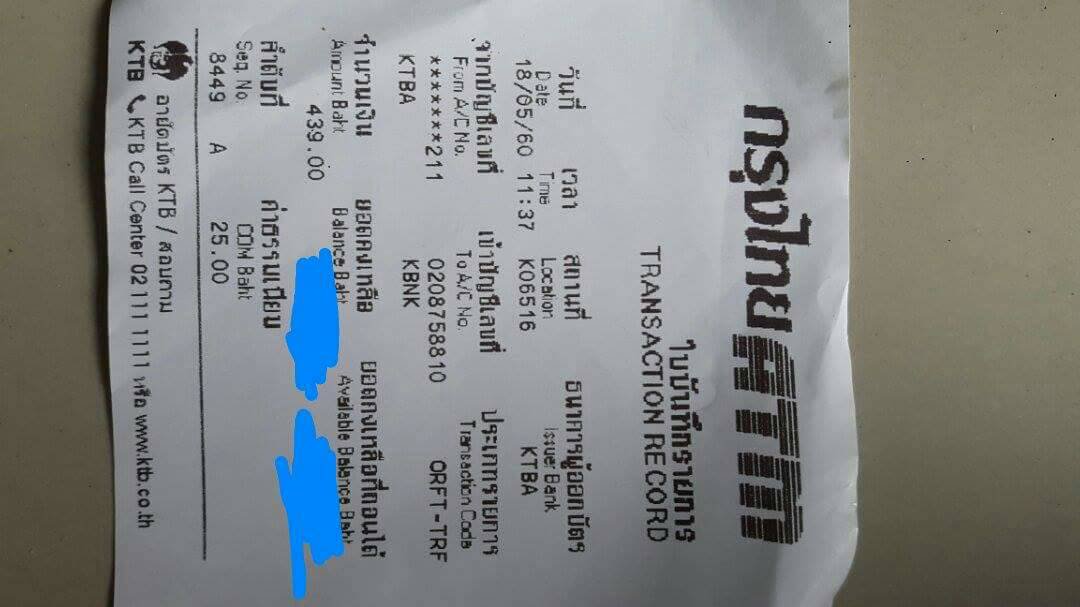 กรุงไทย ATM
ใบบันทึกรายการ
TRANSACTION RECORD
วันที่ เวลา สถานที่ ธนาคารผู้ออกบัตร
Date Time Location Issuer Bank
18/05/60 11:37 K06516 KTBA
จากบัญชีเลขที่ เข้าบัญชีเลขที่ ประเภทรายการ
From A/C No. To A/C No. Transaction Code
*******211 0208758810 ORFT-TRF
KTBA KBNK
จำนวนเงิน ยอดคงเหลือ ยอดคงเหลือที่ถอนได้
Amount Baht Balance Baht Available Balance Baht
439.00
ลำดับที่ ค่าธรรมเนียม
Seq. No. COM Baht
8449 A 25.00
อายัดบัตร KTB / สอบถาม
KTB KTB Call Center 02 111 1111 หรือ www.ktb.co.th